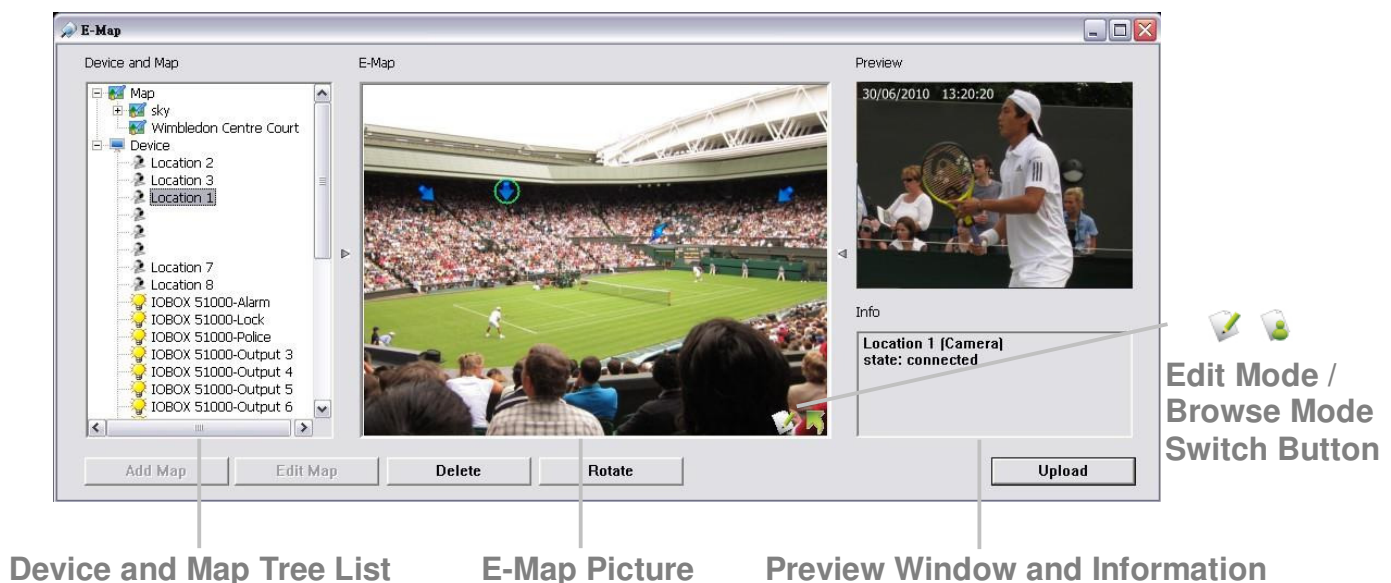 E-Map
Device and Map
E-Map
Preview
Map
sky
Wimbledon Centre Court
Device
Location 2
Location 3
Location 1
Location 7
Location 8
IOBOX 51000-Alarm
IOBOX 51000-Lock
IOBOX 51000-Police
IOBOX 51000-Output 3
IOBOX 51000-Output 4
IOBOX 51000-Output 5
IOBOX 51000-Output 6
30/06/2010 13:20:20
Info
Location 1 (Camera)
state: connected
Add Map
Edit Map
Delete
Rotate
Upload
Edit Mode /
Browse Mode
Switch Button
Device and Map Tree List
E-Map Picture
Preview Window and Information